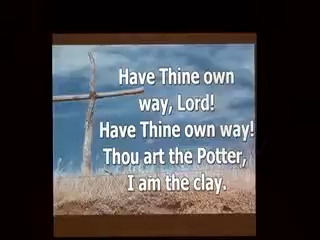 Have Thine own
way, Lord!
Have Thine own way!
Thou art the Potter,
I am the clay.